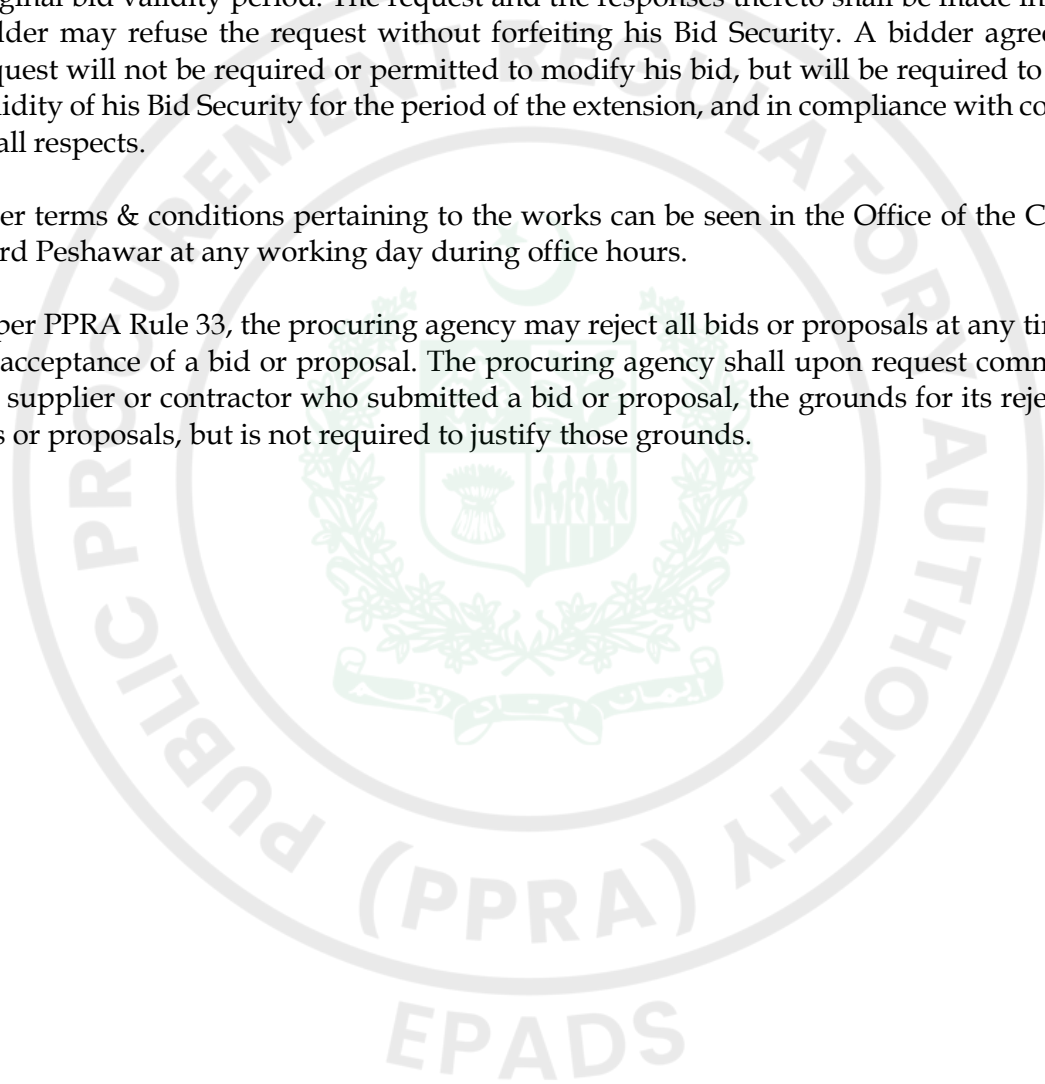 ginal bid validity period. The request and the responses thereto shall be made in
lder may refuse the request without forfeiting his Bid Security. A bidder agree
quest will not be required or permitted to modify his bid, but will be required to
lidity of his Bid Security for the period of the extension, and in compliance with co
all respects.
er terms & conditions pertaining to the works can be seen in the Office of the C
rd Peshawar at any working day during office hours.
per PPRA Rule 33, the procuring agency may reject all bids or proposals at any ti
acceptance of a bid or proposal. The procuring agency shall upon request comm
supplier or contractor who submitted a bid or proposal, the grounds for its reje
s or proposals, but is not required to justify those grounds.
PUBLIC PROCUREMENT REGULATORY AUTHORITY
(PPRA)
EPADS